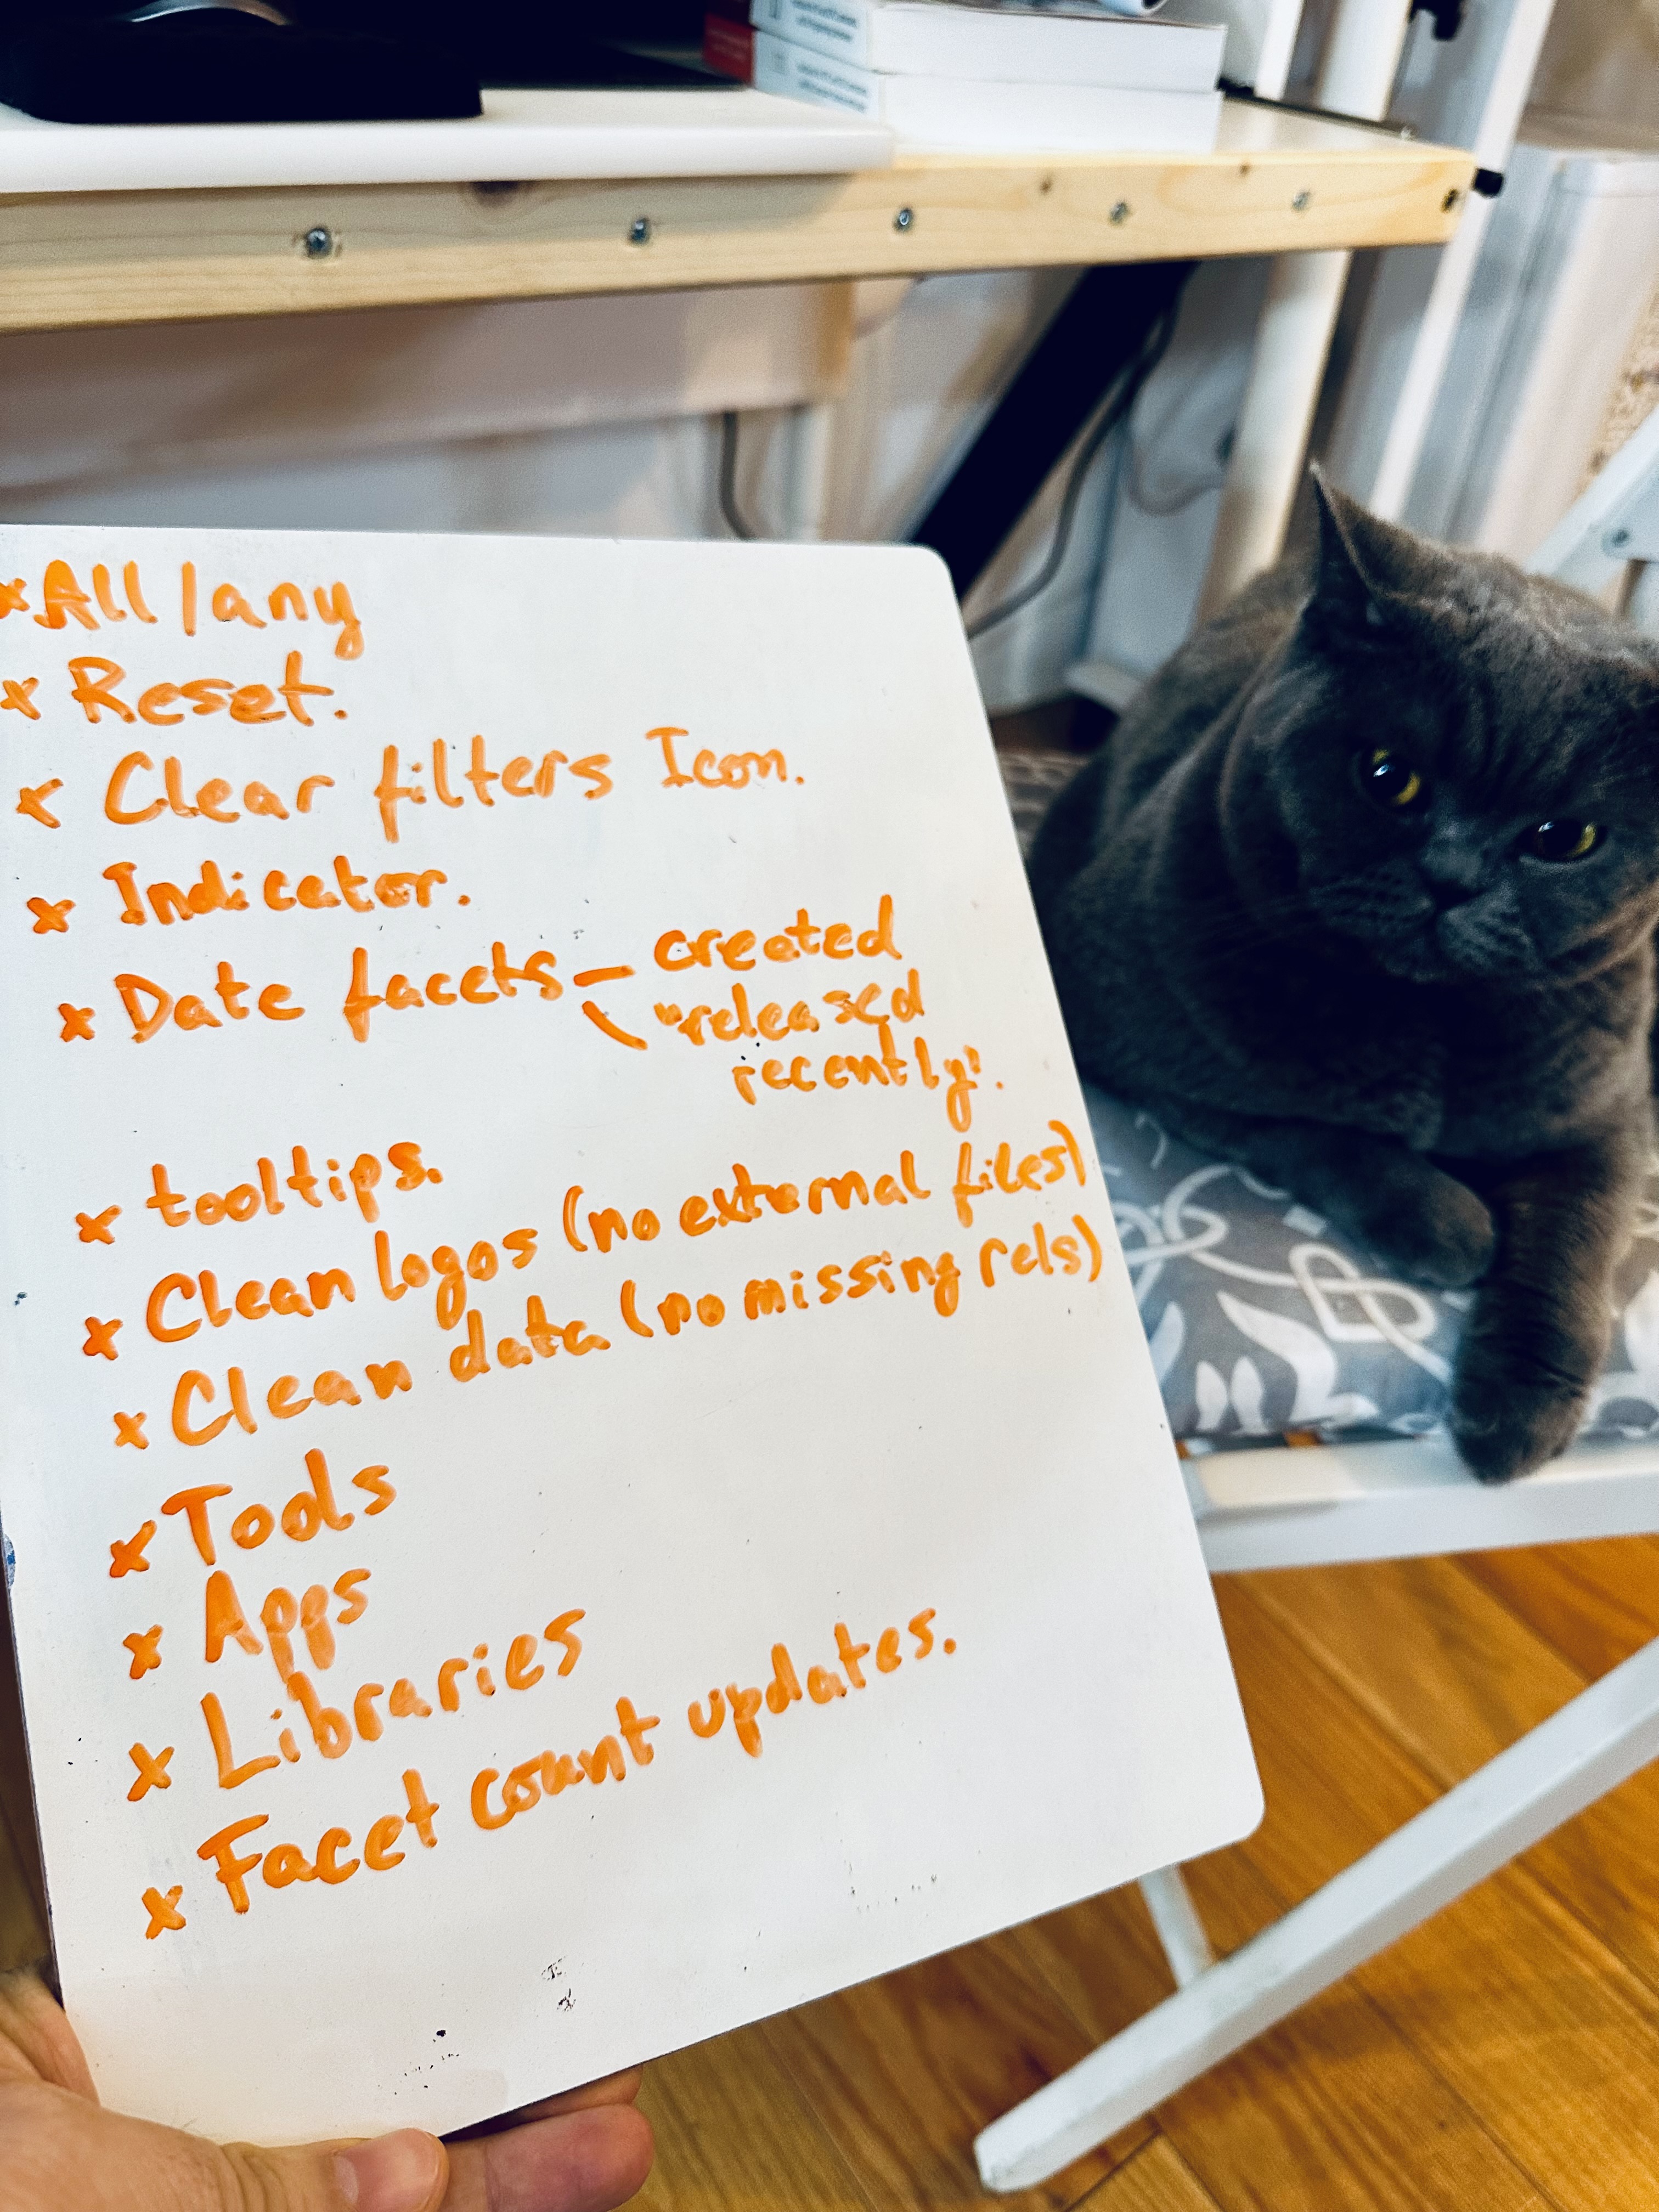 x All/any
x Reset.
x Clear filters Icon.
x Indicator.
x Date facets – created
\ "released
recently".
x tooltips.
x Clean logos (no external files)
x Clean data (no missing rels)
x Tools
x Apps
x Libraries
x Facet count updates.